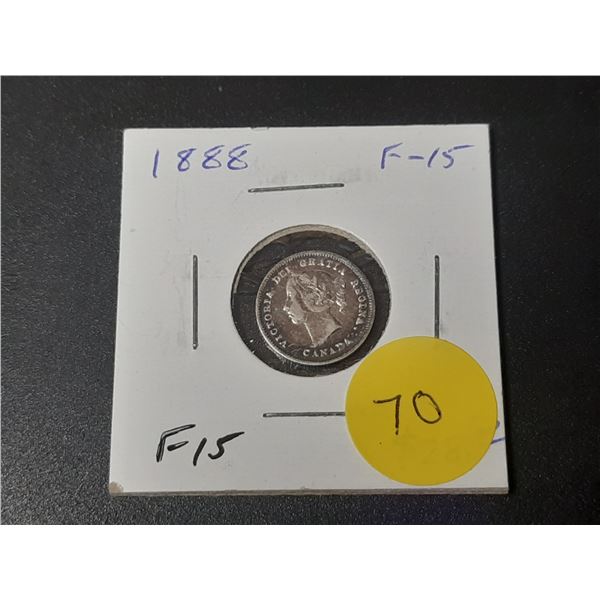 1888 F-15
VICTORIA DEI GRATIA REGINA.
CANADA
70
F-15